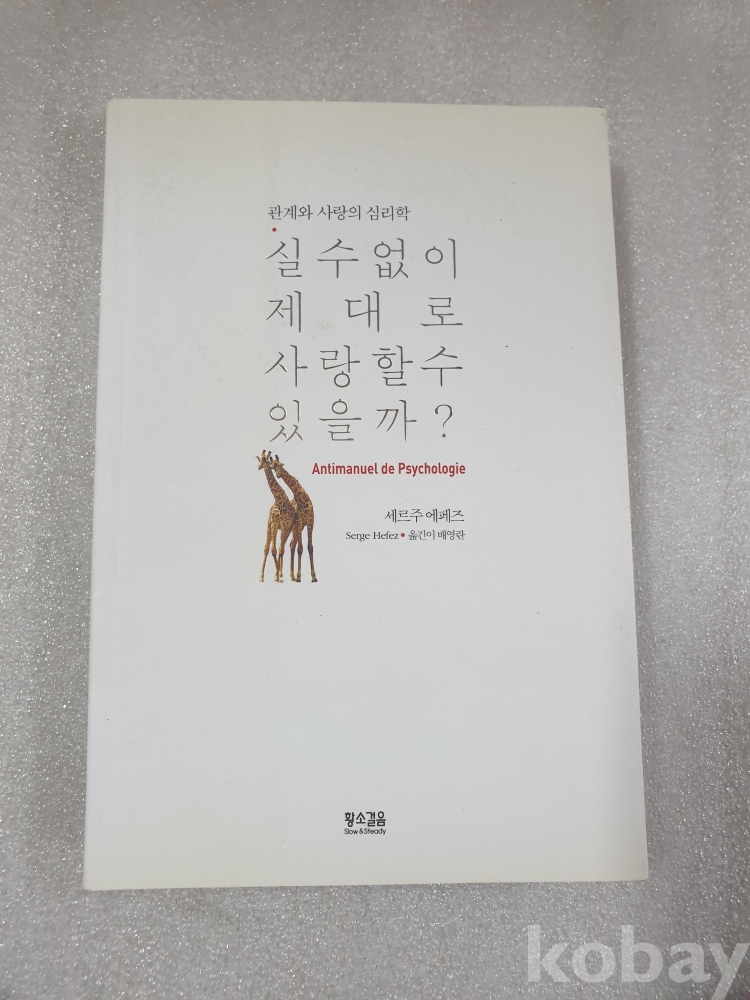 관계와 사랑의 심리학
실수없이
제대로
사랑할수
있을까?
Antimanuel de Psychologie
세르주 에페즈
Serge Hefez • 옮긴이 배영란
황소걸음
Slow & Steady
kobay